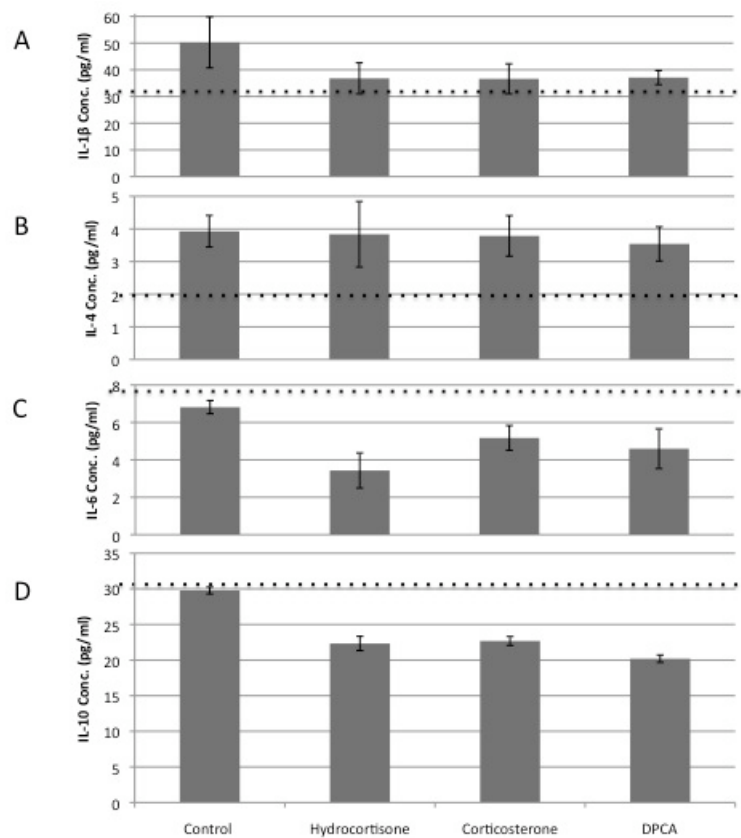 A
IL-1β Conc. (pg/ml)
60
50
40
30
20
10
0
B
IL-4 Conc. (pg/ml)
5
4
3
2
1
0
C
IL-6 Conc. (pg/ml)
8
6
4
2
0
D
IL-10 Conc. (pg/ml)
35
30
25
20
15
10
5
0
Control Hydrocortisone Corticosterone DPCA